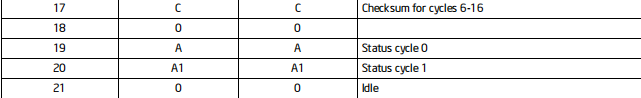 17 C C Checksum for cycles 6-16
18 0 0
19 A A Status cycle 0
20 A1 A1 Status cycle 1
21 0 0 Idle